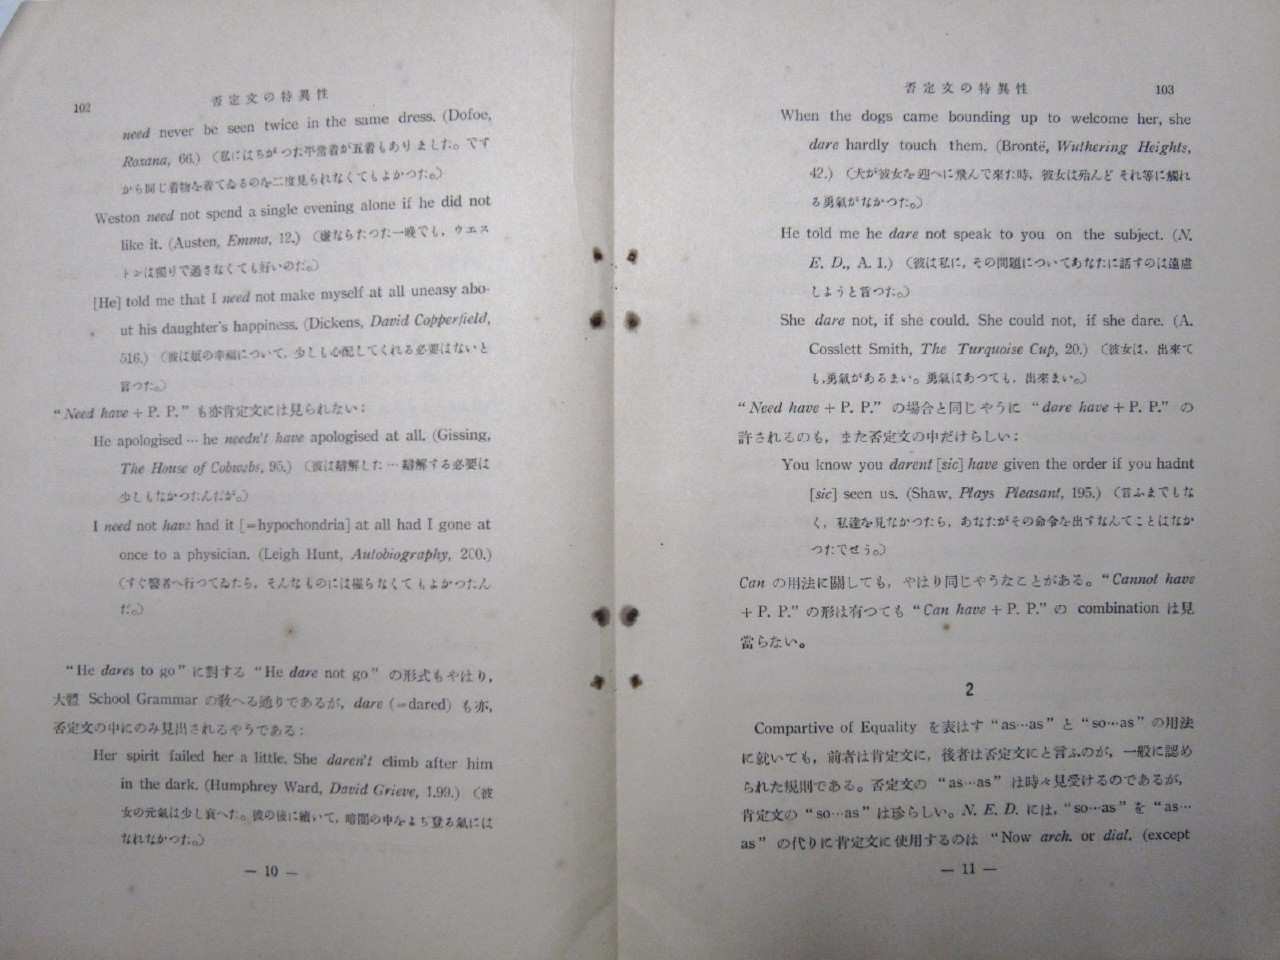 102
否定文の特異性
need never be seen twice in the same dress. (Dofoe,
Roxana, 66.) (私にはちがつた平常着が五着もありました。です
から同じ着物を着てゐるのを二度見られなくてもよかつた。)
Weston need not spend a single evening alone if he did not
like it. (Austen, Emma, 12.) (嫌ならたつた一晩でも，ウエス
トンは獨りで過さなくても好いのだ。)
[He] told me that I need not make myself at all uneasy abo-
ut his daughter's happiness. (Dickens, David Copperfield,
516.) (彼は娘の幸福について，少しも心配してくれる必要はないと
言つた。)
“Need have + P. P.” も亦肯定文には見られない：
He apologised … he needn't have apologised at all. (Gissing,
The House of Cobwebs, 95.) (彼は辯解した … 辯解する必要は
少しもなかつたんだが。)
I need not have had it [=hypochondria] at all had I gone at
once to a physician. (Leigh Hunt, Autobiography, 200.)
(すぐ醫者へ行つてゐたら，そんなものには罹らなくてもよかつたん
だ。)
“He dares to go” に對する “He dare not go” の形式もやはり，
大體 School Grammar の敎へる通りであるが，dare (=dared) も亦，
否定文の中にのみ見出されるやうである：
Her spirit failed her a little. She daren't climb after him
in the dark. (Humphrey Ward, David Grieve, 1,99.) (彼
女の元氣は少し衰へた。彼の後に續いて，暗闇の中をよぢ登る氣には
なれなかつた。)
— 10 —
否定文の特異性
103
When the dogs came bounding up to welcome her, she
dare hardly touch them. (Brontë, Wuthering Heights,
42.) (犬が彼女を迎へに飛んで來た時，彼女は殆んどそれ等に觸れ
る勇氣がなかつた。)
He told me he dare not speak to you on the subject. (N.
E. D., A. 1.) (彼は私に，その問題についてあなたに話すのは遠慮
しようと言つた。)
She dare not, if she could. She could not, if she dare. (A.
Cosslett Smith, The Turquoise Cup, 20.) (彼女は，出來て
も，勇氣があるまい。勇氣はあつても，出來まい。)
“Need have + P. P.” の場合と同じやうに “dare have + P. P.” の
許されるのも，また否定文の中だけらしい：
You know you darent [sic] have given the order if you hadnt
[sic] seen us. (Shaw, Plays Pleasant, 195.) (言ふまでもな
く，私達を見なかつたら，あなたがその命令を出すなんてことはなか
つたでせう。)
Can の用法に關しても，やはり同じやうなことがある。“Cannot have
+ P. P.” の形は有つても “Can have + P. P.” の combination は見
當らない。
2
Compartive of Equality を表はす “as…as” と “so…as” の用法
に就いても，前者は肯定文に，後者は否定文にと言ふのが，一般に認め
られた規則である。否定文の “as…as” は時々見受けるのであるが，
肯定文の “so…as” は珍らしい。N. E. D. には，“so…as” を “as…
as” の代りに肯定文に使用するのは “Now arch. or dial. (except
— 11 —